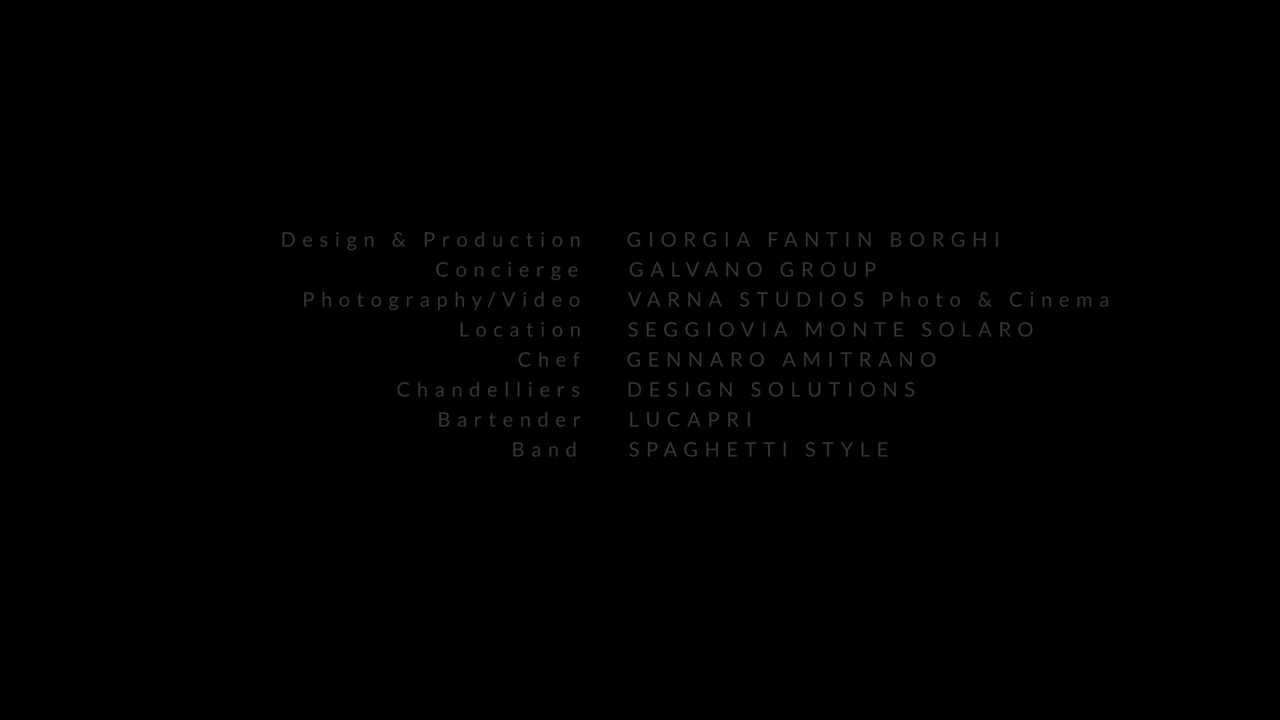 Design & Production GIORGIA FANTIN BORGHI
Concierge GALVANO GROUP
Photography/Video VARNA STUDIOS Photo & Cinema
Location SEGGIOVIA MONTE SOLARO
Chef GENNARO AMITRANO
Chandelliers DESIGN SOLUTIONS
Bartender LUCAPRI
Band SPAGHETTI STYLE